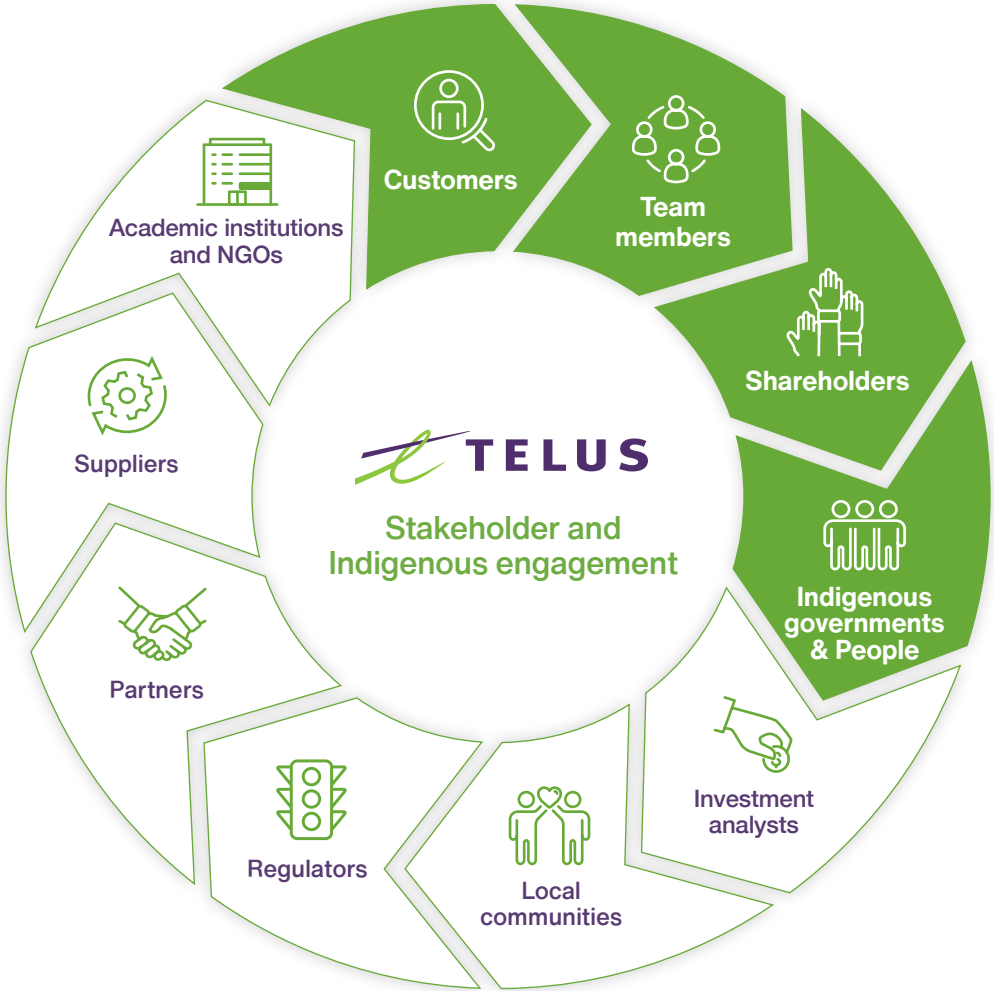 Customers
Team
members
Shareholders
Indigenous
governments
& People
Investment
analysts
Local
communities
Regulators
Partners
Suppliers
Academic institutions
and NGOs
TELUS
Stakeholder and
Indigenous engagement
$